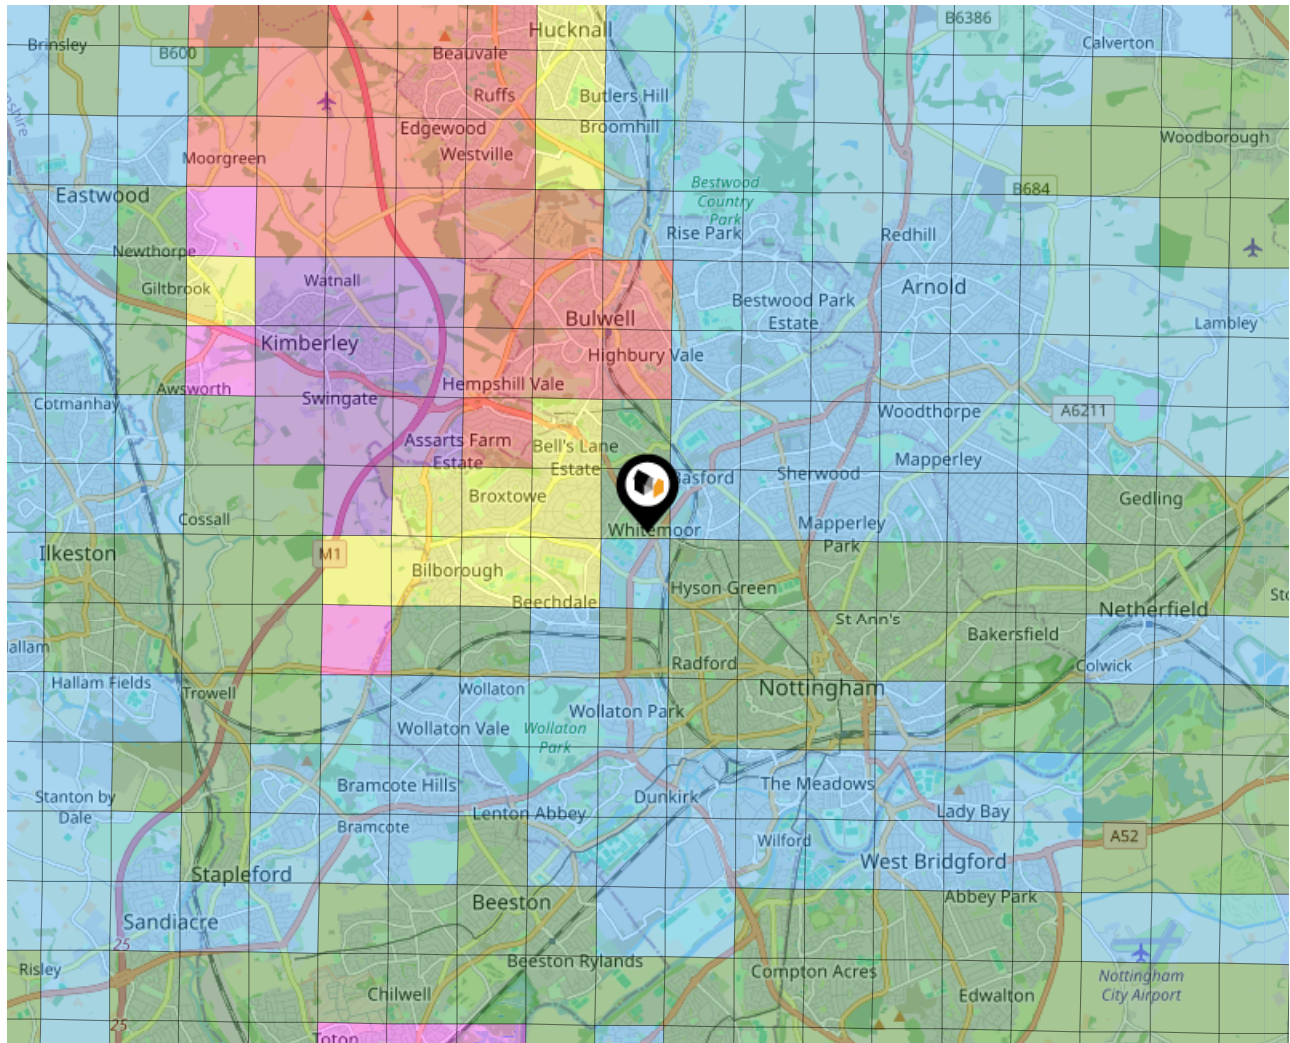 B6386
Hucknall
Brinsley
B600
Beauvale
Calverton
Ruffs
Butlers Hill
Edgewood
Broomhill
Westville
Woodborough
Moorgreen
Bestwood
Country
Park
B684
Eastwood
Rise Park
Redhill
Newthorpe
Giltbrook
Watnall
Arnold
Bestwood Park
Estate
Bulwell
Lambley
Kimberley
Highbury Vale
Awsworth
Hempshill Vale
Cotmanhay
Swingate
Woodthorpe
A6211
Assarts Farm
Estate
Bell's Lane
Estate
Mapperley
Basford
Sherwood
Broxtowe
Gedling
Cossall
Whitemoor
Mapperley
Park
Ilkeston
M1
Bilborough
Hyson Green
Beechdale
Netherfield
St Ann's
Bakersfield
Radford
Colwick
Hallam Fields
Trowell
Wollaton
Nottingham
Wollaton Park
Wollaton Vale
Wollaton
Park
Bramcote Hills
The Meadows
Dunkirk
Stanton by
Dale
Lenton Abbey
Lady Bay
Bramcote
A52
Wilford
West Bridgford
Stapleford
Abbey Park
Beeston
Sandiacre
25
Risley
Beeston Rylands
Compton Acres
Nottingham
City Airport
Chilwell
Edwalton
25
Toton